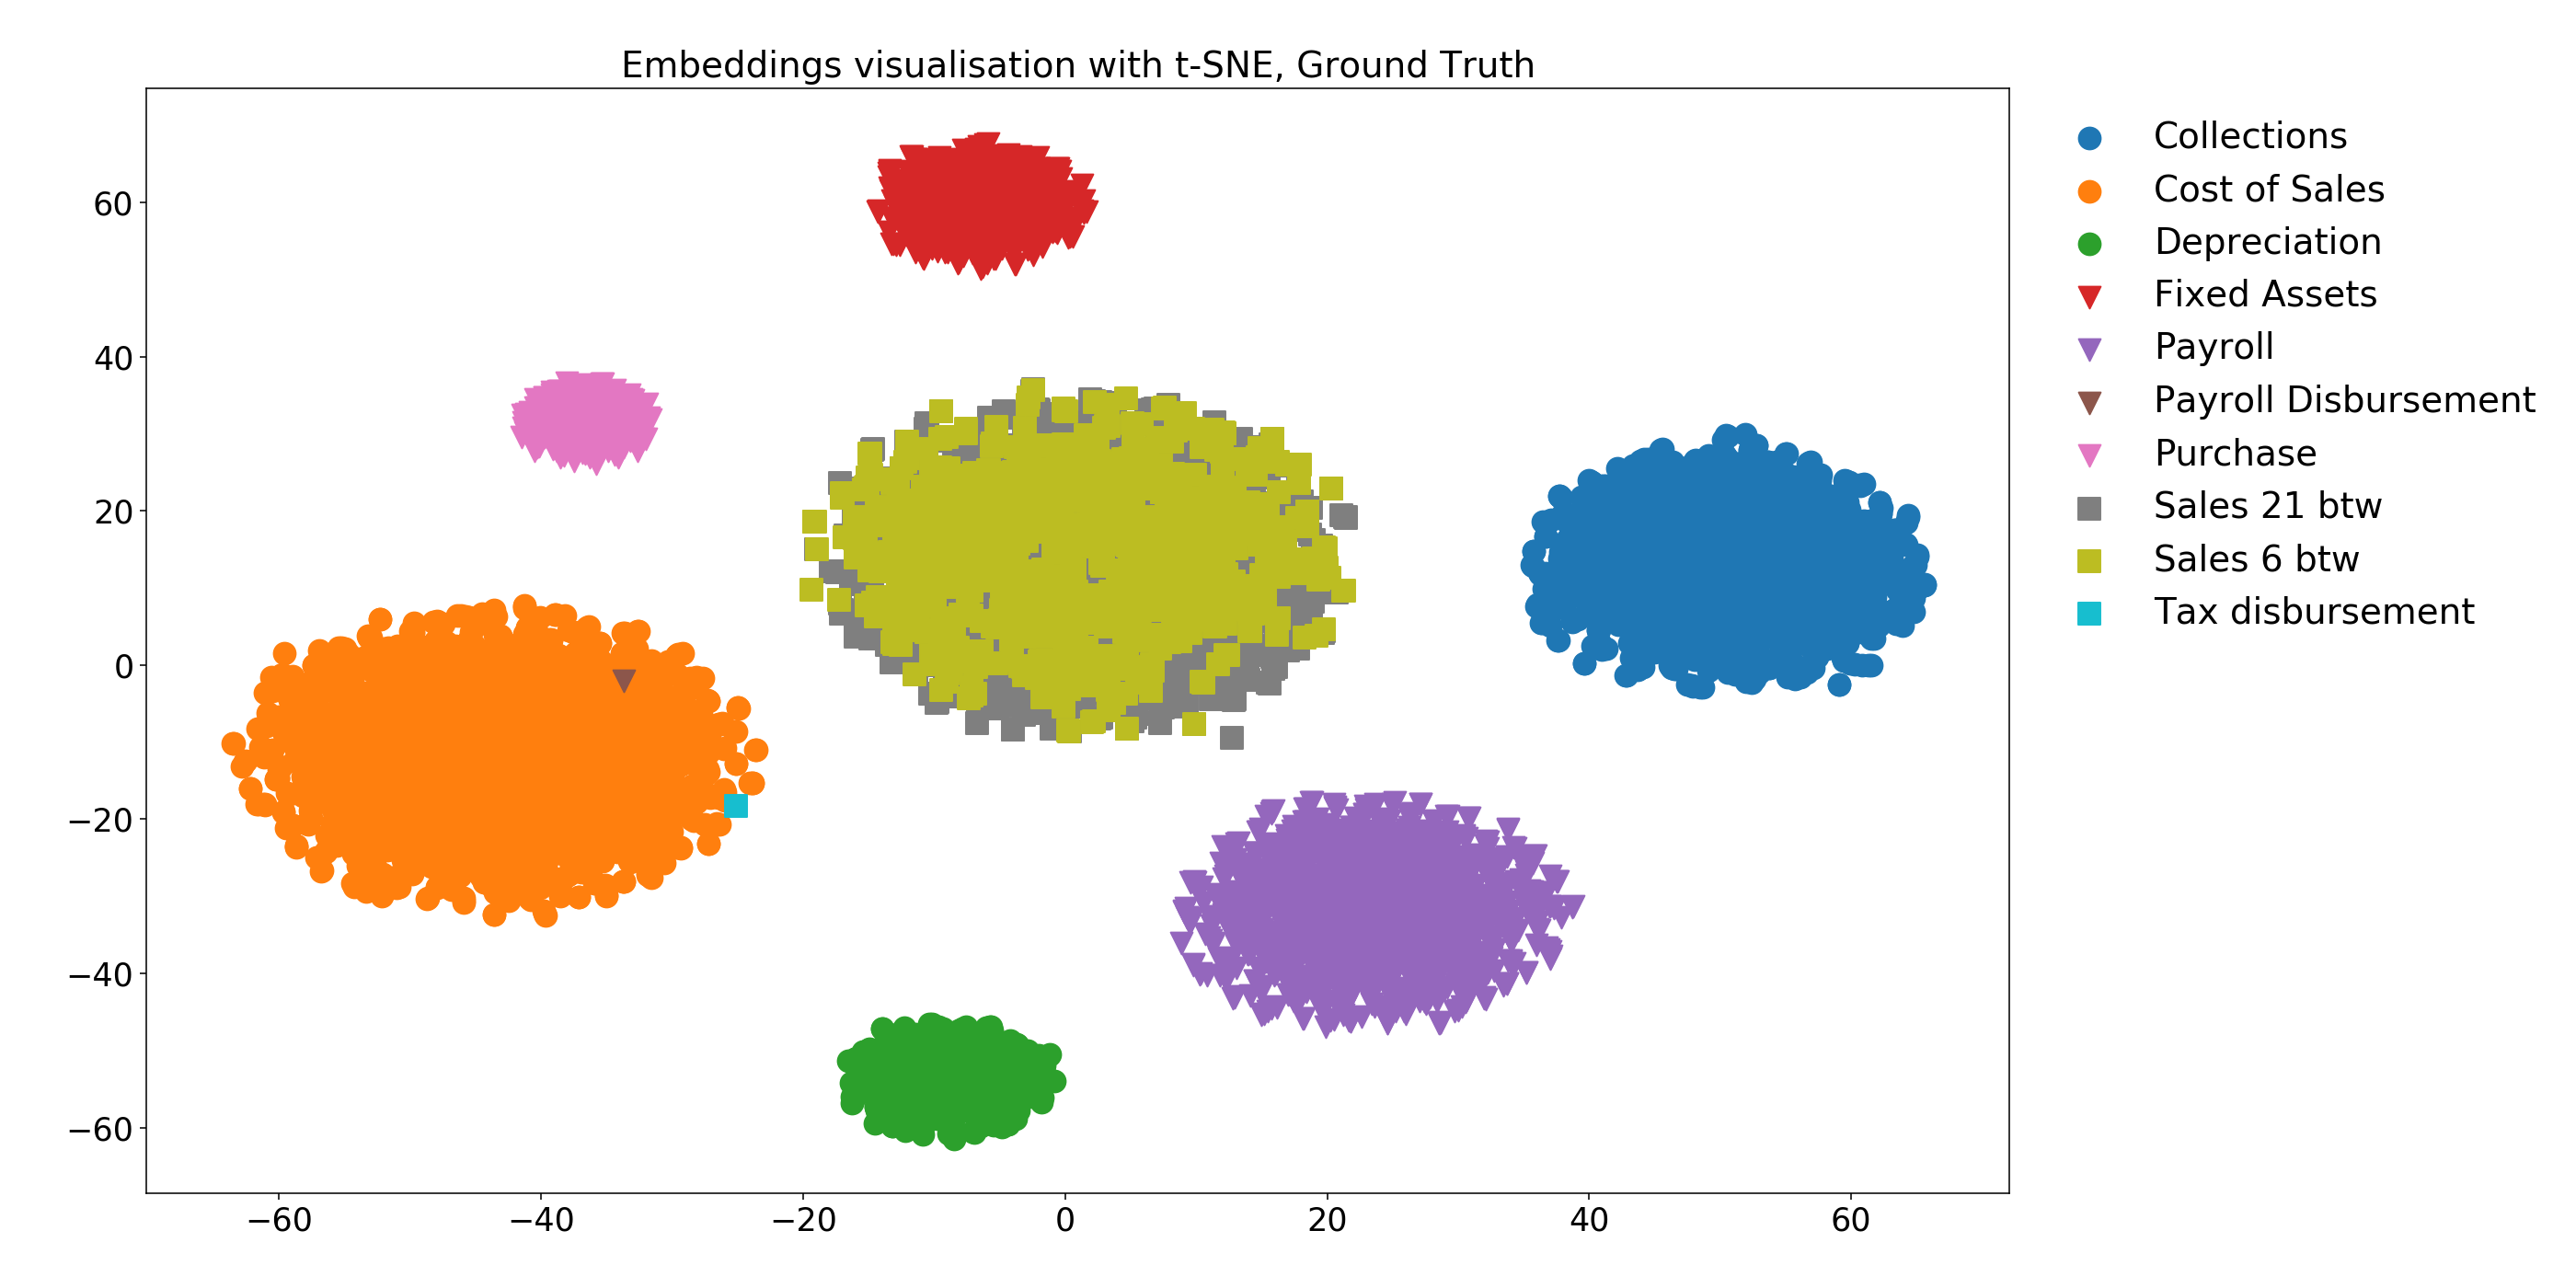 Embeddings visualisation with t-SNE, Ground Truth
60
40
20
0
−20
−40
−60
−60
−40
−20
0
20
40
60
Collections
Cost of Sales
Depreciation
Fixed Assets
Payroll
Payroll Disbursement
Purchase
Sales 21 btw
Sales 6 btw
Tax disbursement